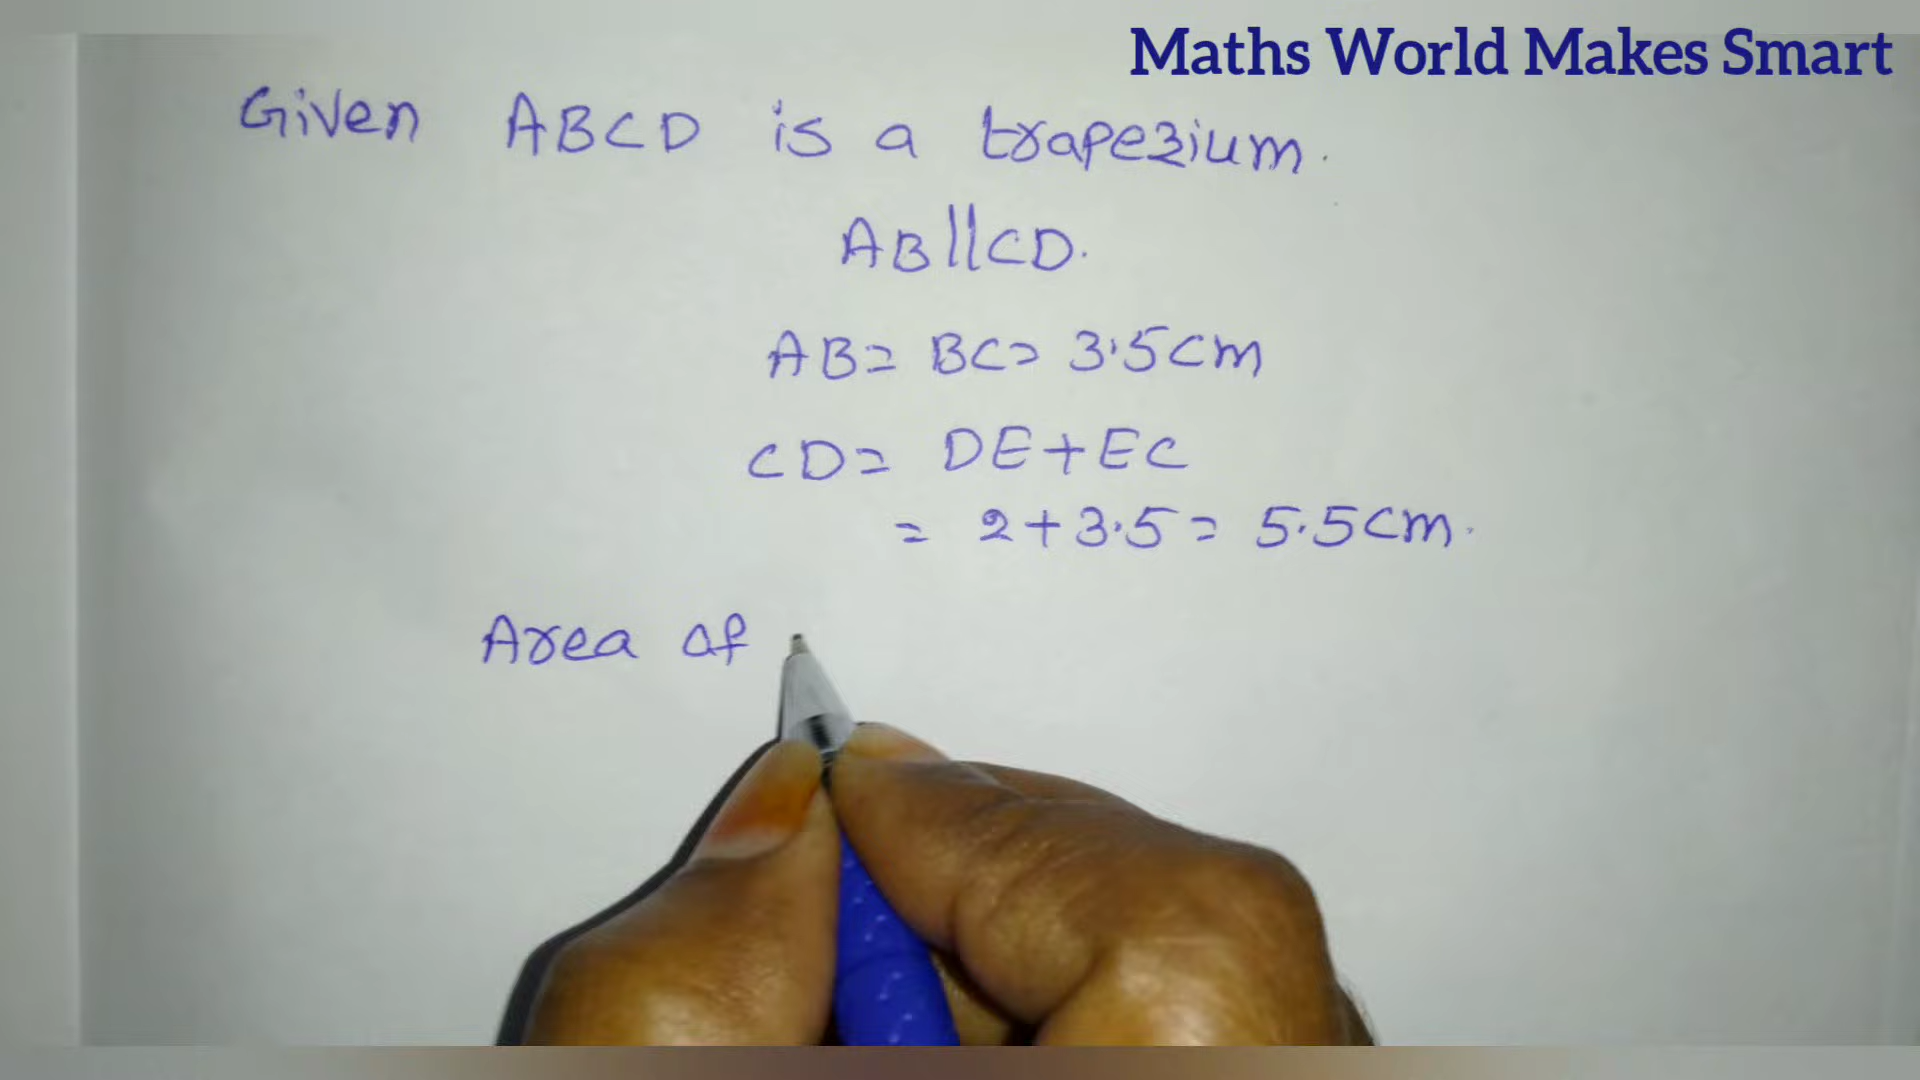 Maths World Makes Smart
Given ABCD is a trapezium.
AB||CD.
AB = BC = 3.5cm
CD = DE+EC
= 2+3.5 = 5.5cm.
Area of